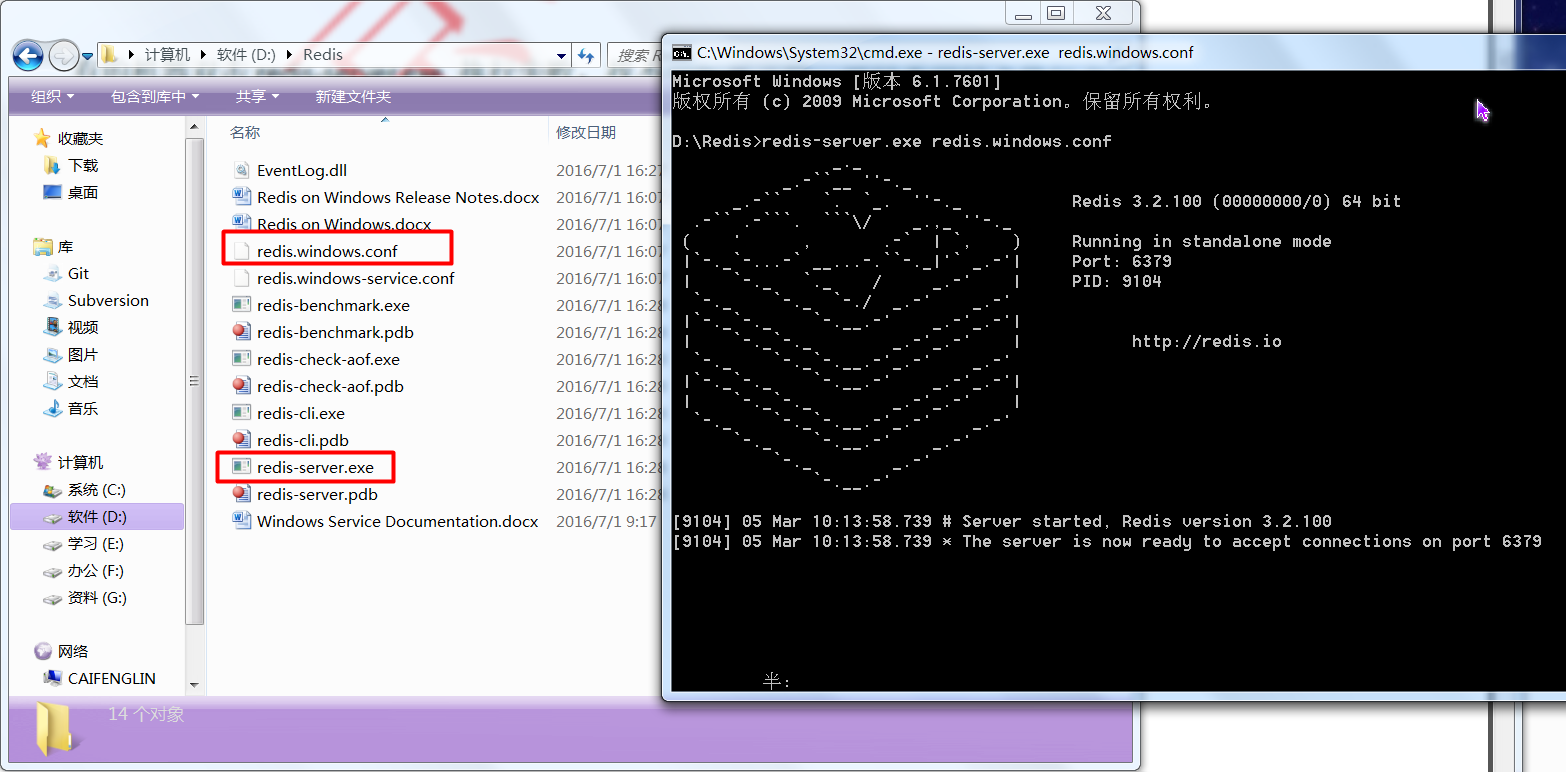 计算机 软件 (D:) Redis
搜索 R
组织 包含到库中 共享 新建文件夹
收藏夹
下载
桌面
库
Git
Subversion
视频
图片
文档
音乐
计算机
系统 (C:)
软件 (D:)
学习 (E:)
办公 (F:)
资料 (G:)
网络
CAIFENGLIN
名称 修改日期
EventLog.dll 2016/7/1 16:27
Redis on Windows Release Notes.docx 2016/7/1 16:07
Redis on Windows.docx 2016/7/1 16:07
redis.windows.conf 2016/7/1 16:07
redis.windows-service.conf 2016/7/1 16:07
redis-benchmark.exe 2016/7/1 16:28
redis-benchmark.pdb 2016/7/1 16:28
redis-check-aof.exe 2016/7/1 16:28
redis-check-aof.pdb 2016/7/1 16:28
redis-cli.exe 2016/7/1 16:28
redis-cli.pdb 2016/7/1 16:28
redis-server.exe 2016/7/1 16:28
redis-server.pdb 2016/7/1 16:28
Windows Service Documentation.docx 2016/7/1 9:17
14 个对象
C:\Windows\System32\cmd.exe - redis-server.exe redis.windows.conf
Microsoft Windows [版本 6.1.7601]
版权所有 (c) 2009 Microsoft Corporation。保留所有权利。
D:\Redis>redis-server.exe redis.windows.conf
Redis 3.2.100 (00000000/0) 64 bit
Running in standalone mode
Port: 6379
PID: 9104
http://redis.io
[9104] 05 Mar 10:13:58.739 # Server started, Redis version 3.2.100
[9104] 05 Mar 10:13:58.739 * The server is now ready to accept connections on port 6379
半: